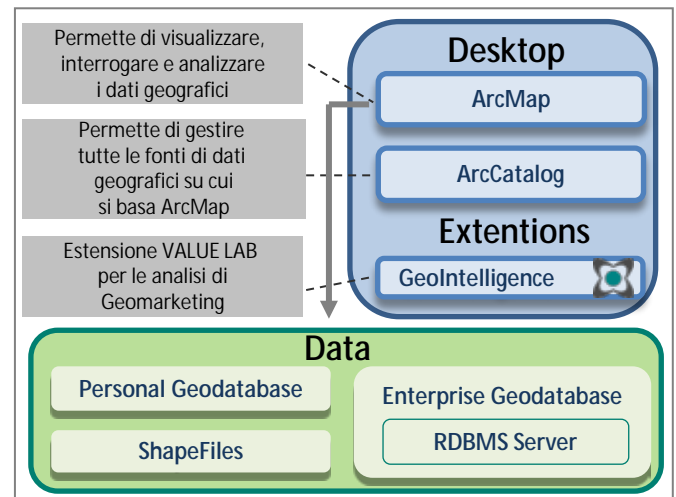 Permette di visualizzare,
interrogare e analizzare
i dati geografici
Permette di gestire
tutte le fonti di dati
geografici su cui
si basa ArcMap
Estensione VALUE LAB
per le analisi di
Geomarketing
Desktop
ArcMap
ArcCatalog
Extentions
GeoIntelligence
Data
Personal Geodatabase
ShapeFiles
Enterprise Geodatabase
RDBMS Server